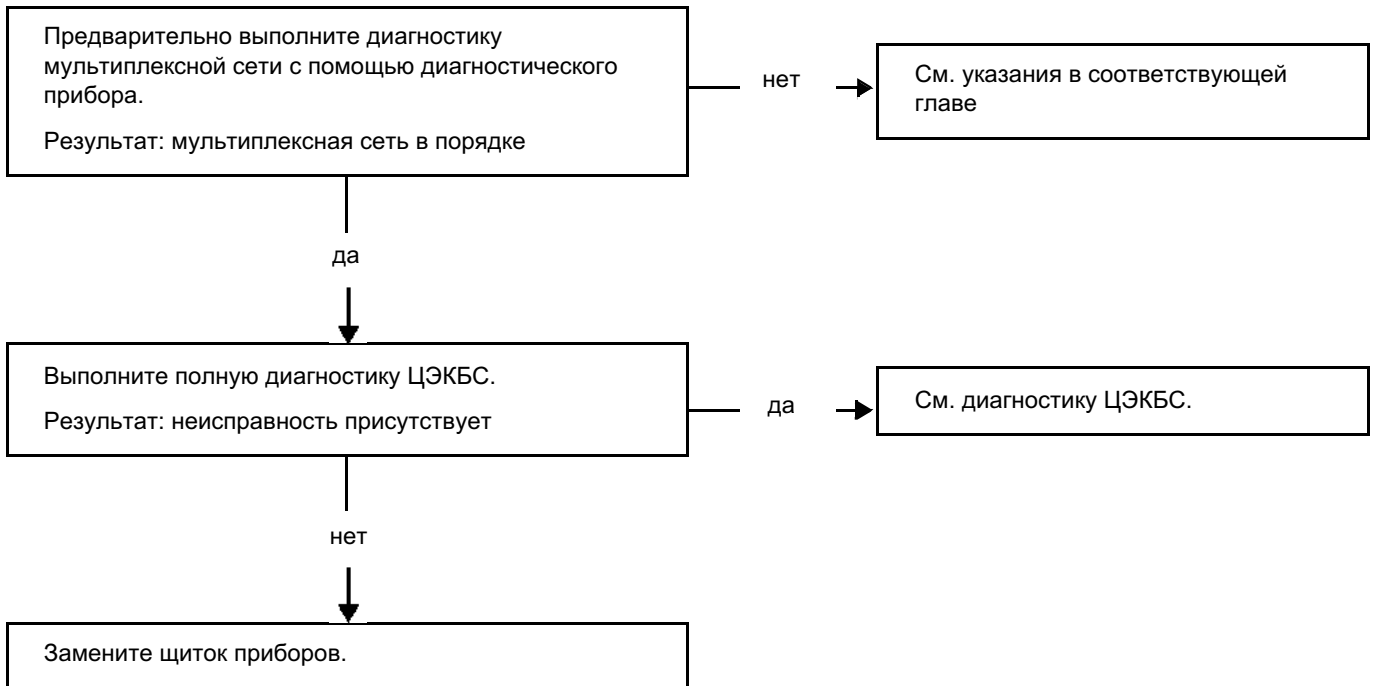 Предварительно выполните диагностику
мультиплексной сети с помощью диагностического
прибора.
Результат: мультиплексная сеть в порядке
нет
См. указания в соответствующей
главе
да
Выполните полную диагностику ЦЭКБС.
Результат: неисправность присутствует
да
См. диагностику ЦЭКБС.
нет
Замените щиток приборов.